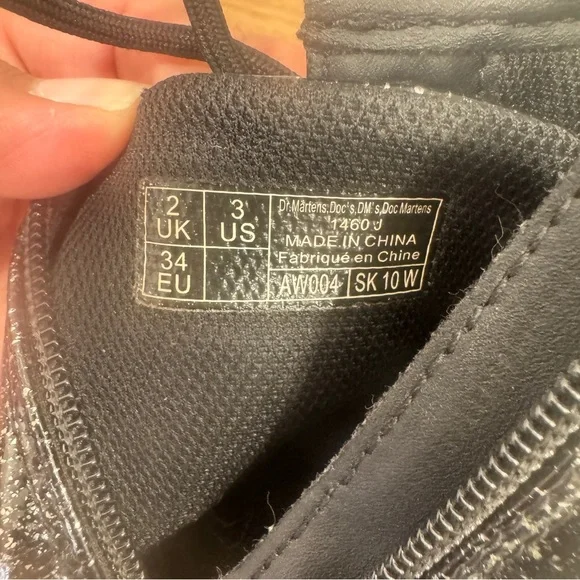 2
UK
3
US
34
EU
Dr.Martens,Doc's,DM's,Doc Martens
1460 J
MADE IN CHINA
Fabriqué en Chine
AW004
SK 10 W